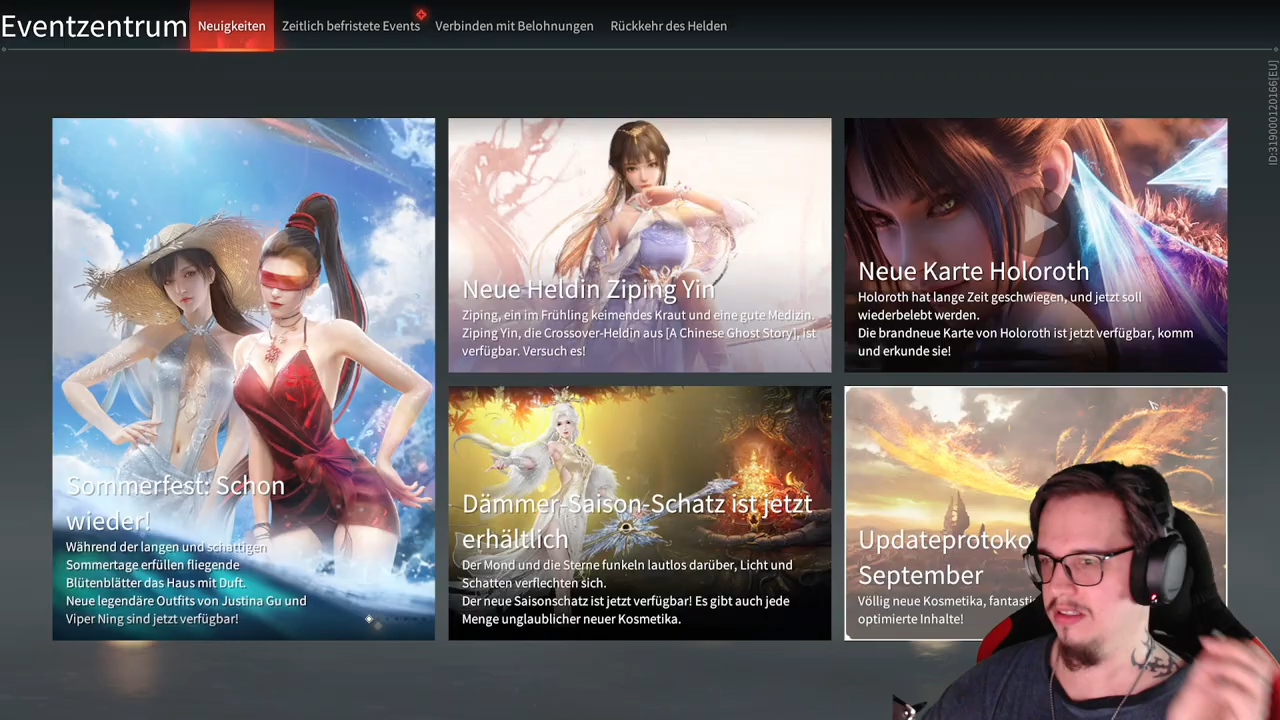 Eventzentrum
Neuigkeiten
Zeitlich befristete Events
Verbinden mit Belohnungen
Rückkehr des Helden
ID:319000120166[EU]
Sommerfest: Schon
wieder!
Während der langen und schattigen
Sommertage erfüllen fliegende
Blütenblätter das Haus mit Duft.
Neue legendäre Outfits von Justina Gu und
Viper Ning sind jetzt verfügbar!
Neue Heldin Ziping Yin
Ziping, ein im Frühling keimendes Kraut und eine gute Medizin.
Ziping Yin, die Crossover-Heldin aus [A Chinese Ghost Story], ist
verfügbar. Versuch es!
Neue Karte Holoroth
Holoroth hat lange Zeit geschwiegen, und jetzt soll
wiederbelebt werden.
Die brandneue Karte von Holoroth ist jetzt verfügbar, komm
und erkunde sie!
Dämmer-Saison-Schatz ist jetzt
erhältlich
Der Mond und die Sterne funkeln lautlos darüber, Licht und
Schatten verflechten sich.
Der neue Saisonschatz ist jetzt verfügbar! Es gibt auch jede
Menge unglaublicher neuer Kosmetika.
Updateprotoko
September
Völlig neue Kosmetika, fantasti
optimierte Inhalte!